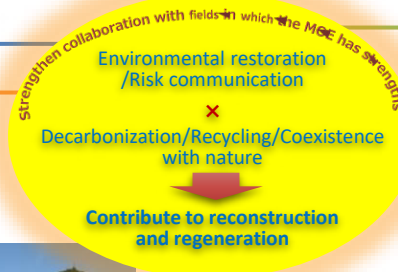 Strengthen collaboration with fields in which the MOE has strengths
Environmental restoration
/Risk communication
×
Decarbonization/Recycling/Coexistence
with nature
Contribute to reconstruction
and regeneration